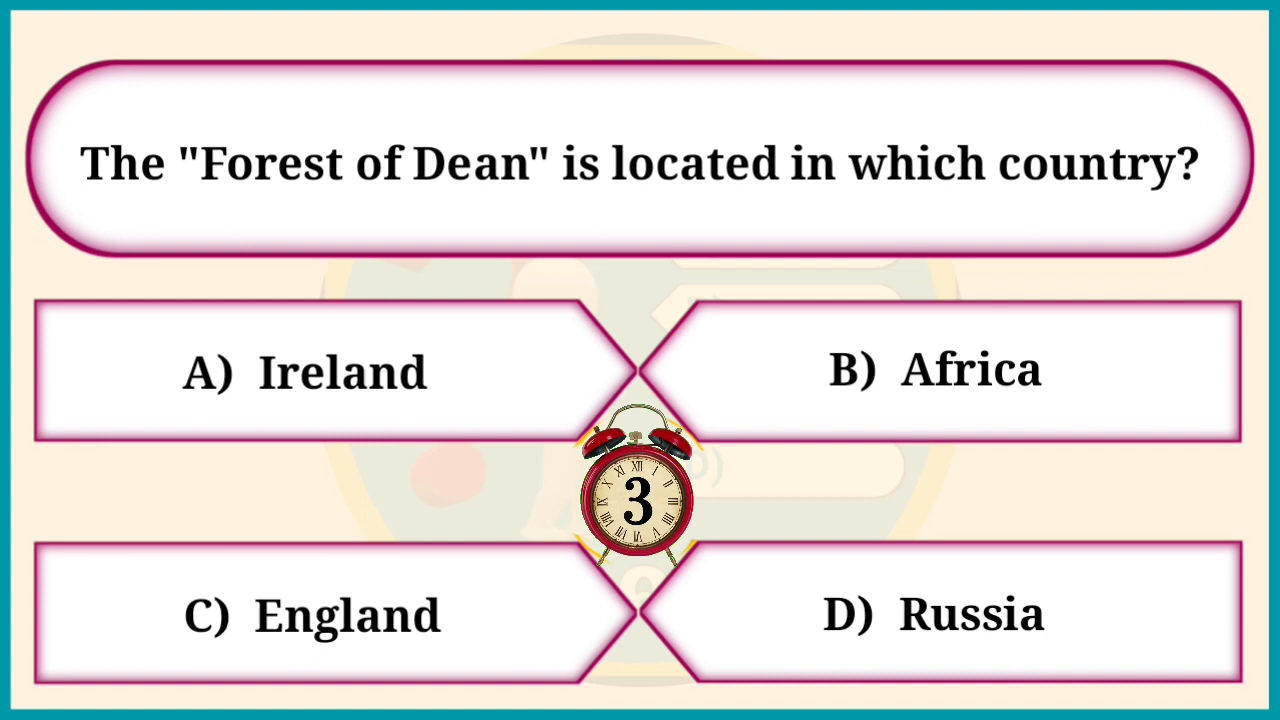 The "Forest of Dean" is located in which country?
A) Ireland
B) Africa
3
C) England
D) Russia